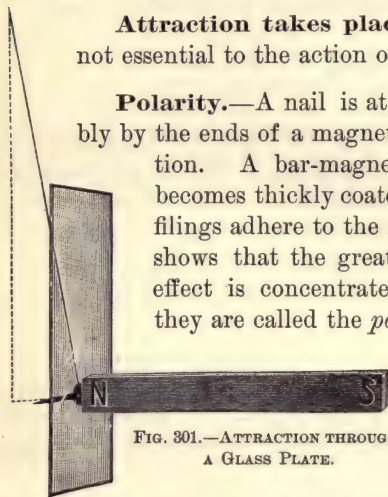 Attraction takes plac
not essential to the action o
Polarity.—A nail is at
bly by the ends of a magnet
tion. A bar-magne
becomes thickly coate
filings adhere to the
shows that the great
effect is concentrate
they are called the po
N S
FIG. 301.—ATTRACTION THROUG
A GLASS PLATE.